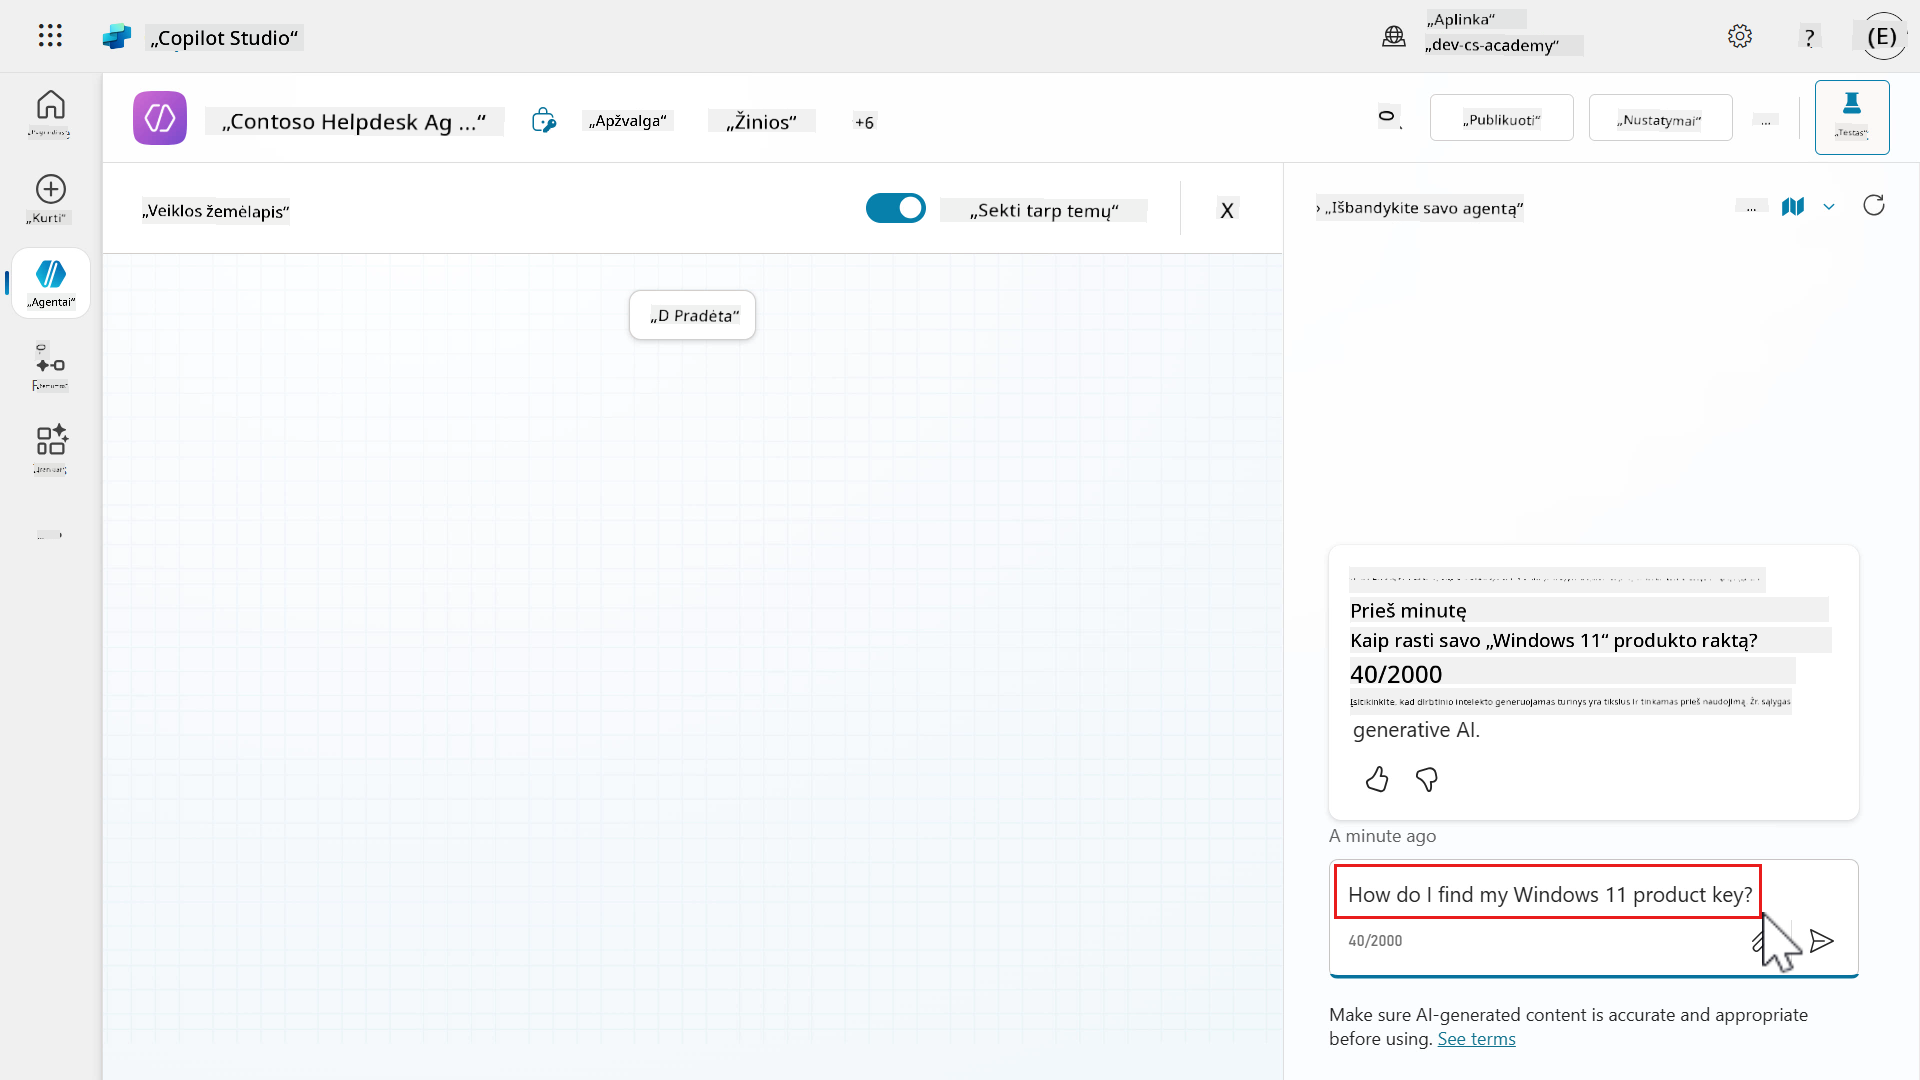 „Copilot Studio“
„Aplinka“
„dev-cs-academy“
?
(E)
„Contoso Helpdesk Ag ...“
„Apžvalga“
„Žinios“
+6
„Publikuoti“
„Nustatymai“
...
„Testas“
„Kurti“
„Agentai“
„Veiklos žemėlapis“
„Sekti tarp temų“
X
› „Išbandykite savo agentą“
...
„D Pradėta“
Prieš minutę
Kaip rasti savo „Windows 11“ produkto raktą?
40/2000
Įsitikinkite, kad dirbtinio intelekto generuojamas turinys yra tikslus ir tinkamas prieš naudojimą. Žr. sąlygas
generative AI.
A minute ago
How do I find my Windows 11 product key?
40/2000
Make sure AI-generated content is accurate and appropriate
before using. See terms